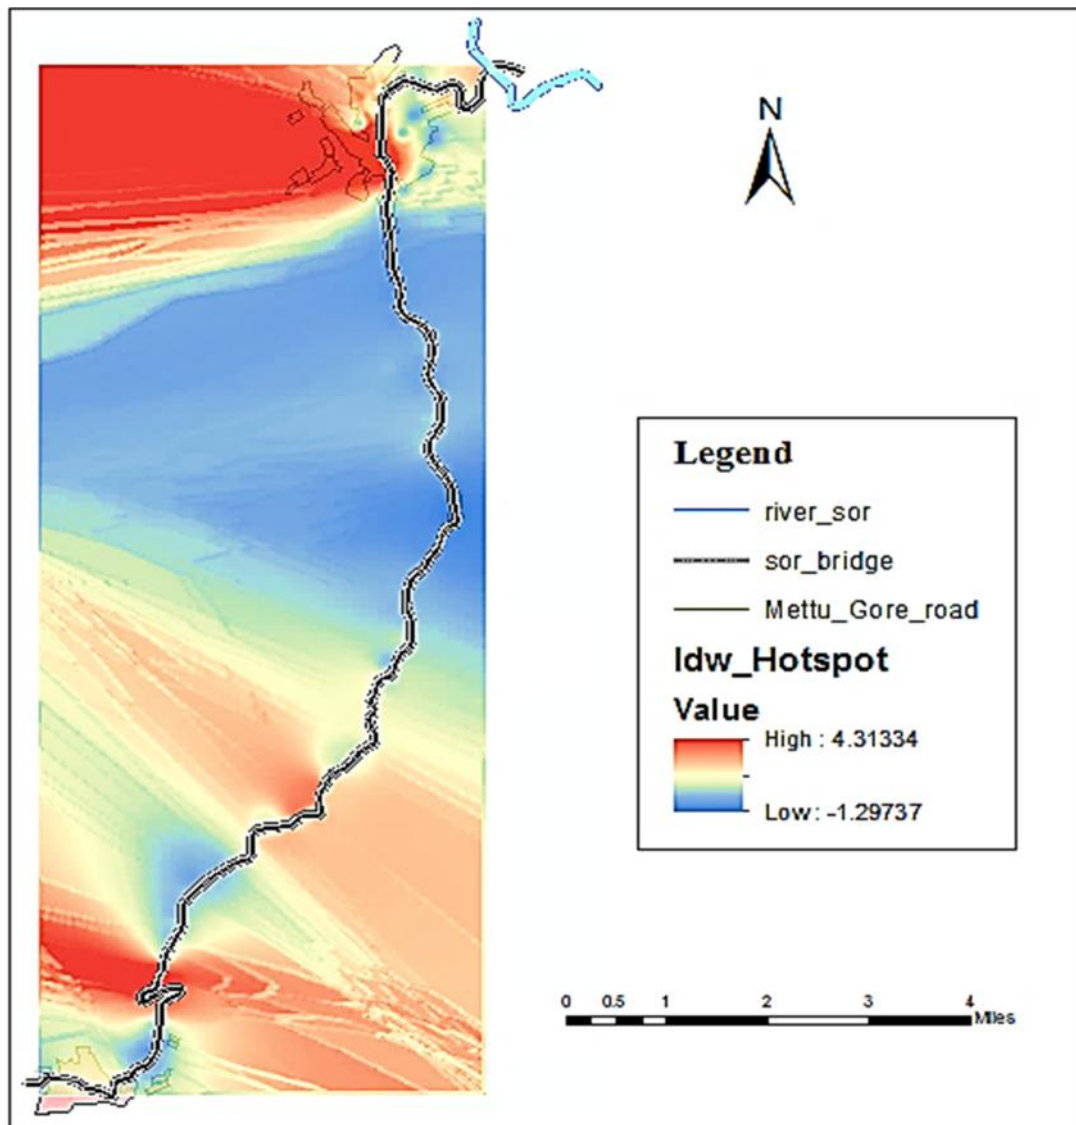 N
Legend
river_sor
sor_bridge
Mettu_Gore_road
Idw_Hotspot
Value
High : 4.31334
Low : -1.29737
0 0.5 1 2 3 4
Miles